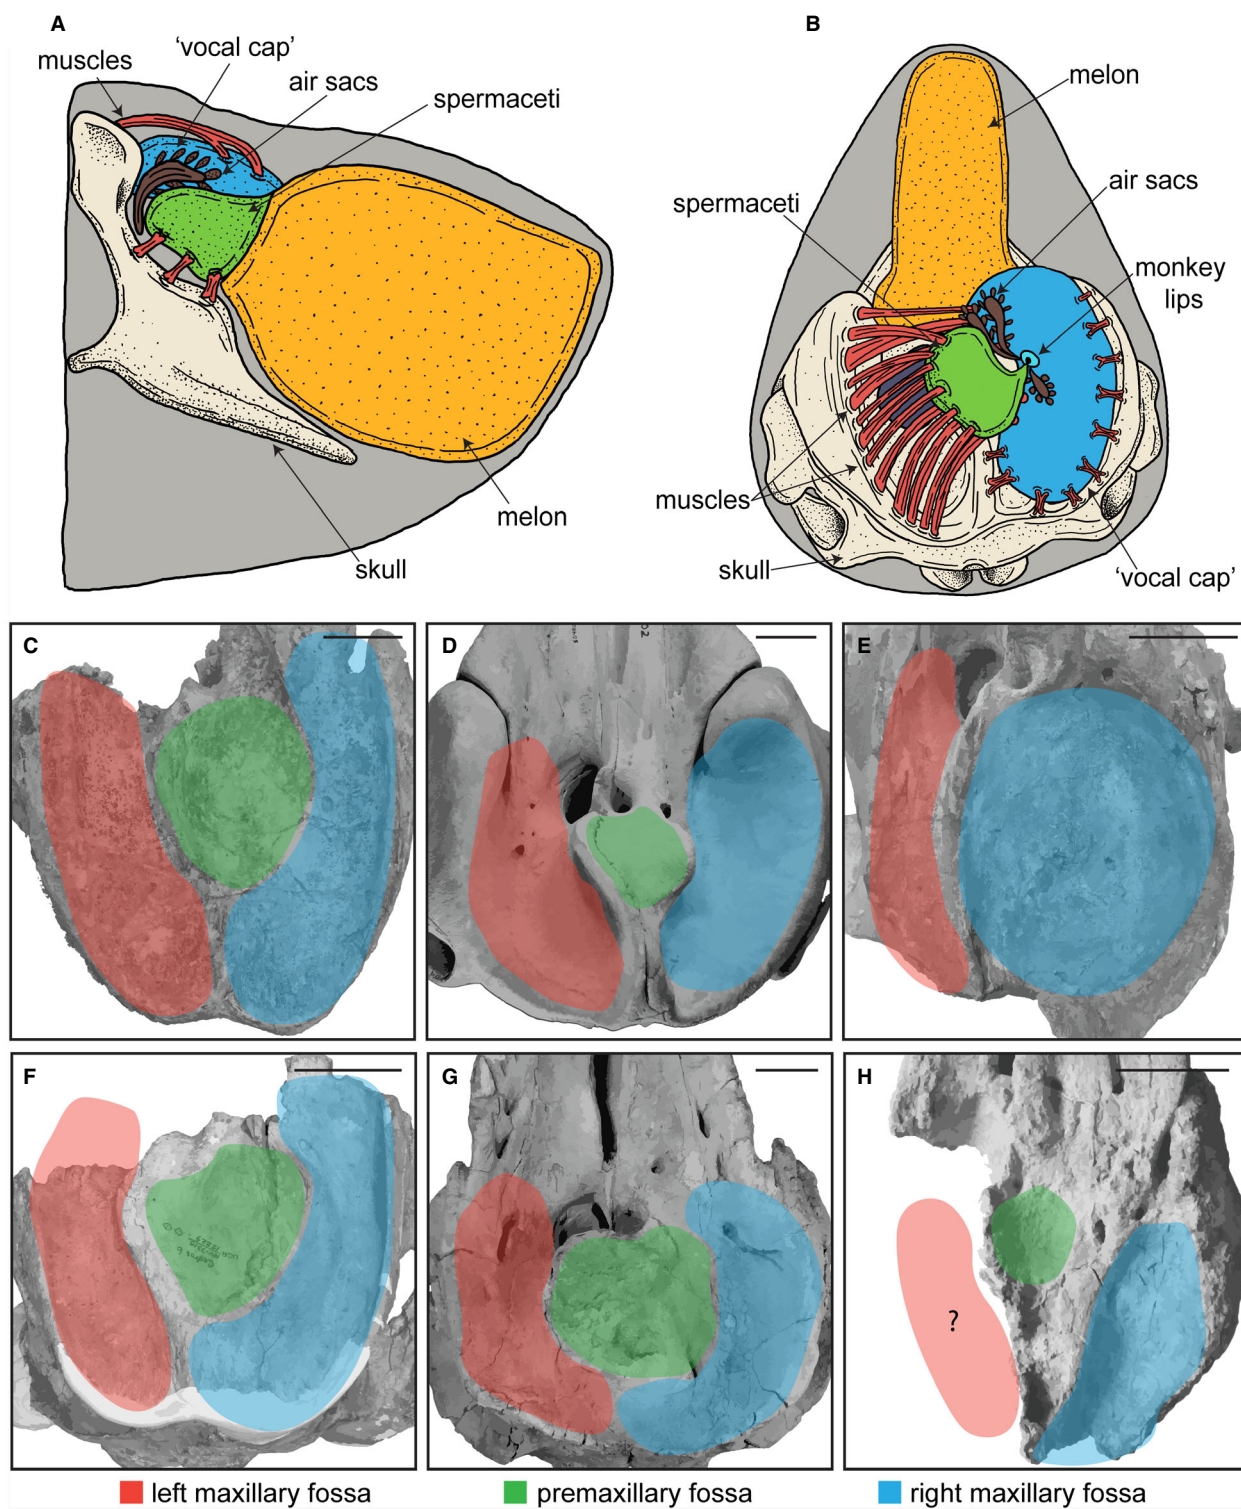 A
B
'vocal cap'
muscles
air sacs
spermaceti
melon
skull
melon
air sacs
spermaceti
monkey
lips
muscles
skull
'vocal cap'
C
D
E
F
G
H
?
left maxillary fossa
premaxillary fossa
right maxillary fossa